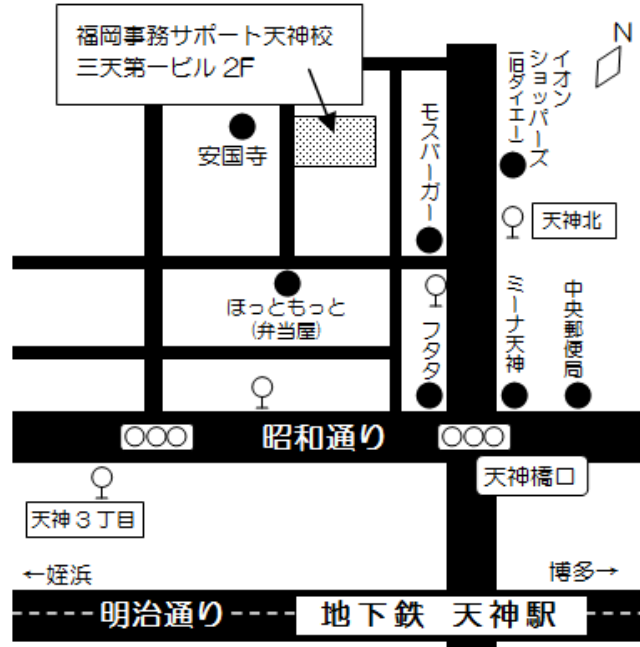 福岡事務サポート天神校
三天第一ビル 2F
N
イオン
ショッパーズ
(旧ダイエー)
モスバーガー
安国寺
天神北
ほっともっと
(弁当屋)
フタタ
ミーナ天神
中央郵便局
昭和通り
天神橋口
天神3丁目
←姪浜
博多→
明治通り
地下鉄 天神駅